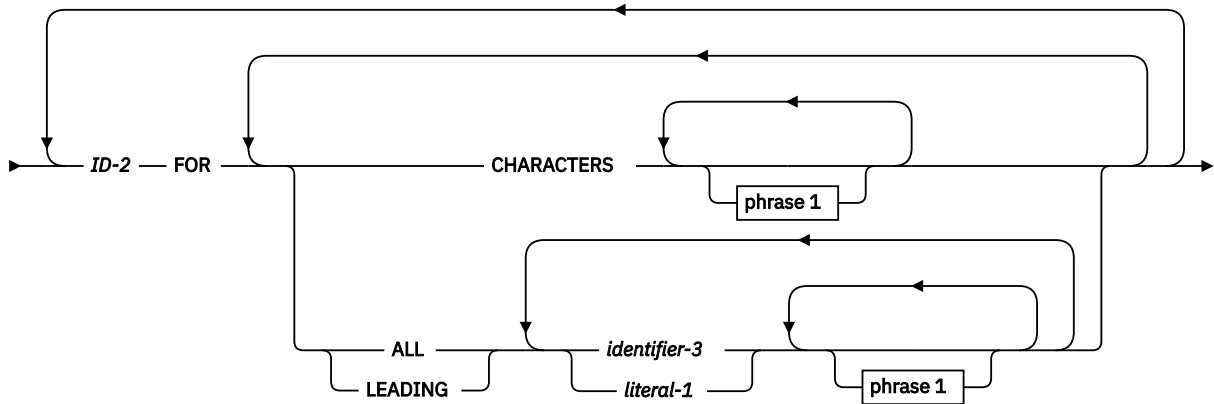 ID-2 FOR CHARACTERS
phrase 1
ALL identifier-3
LEADING literal-1 phrase 1